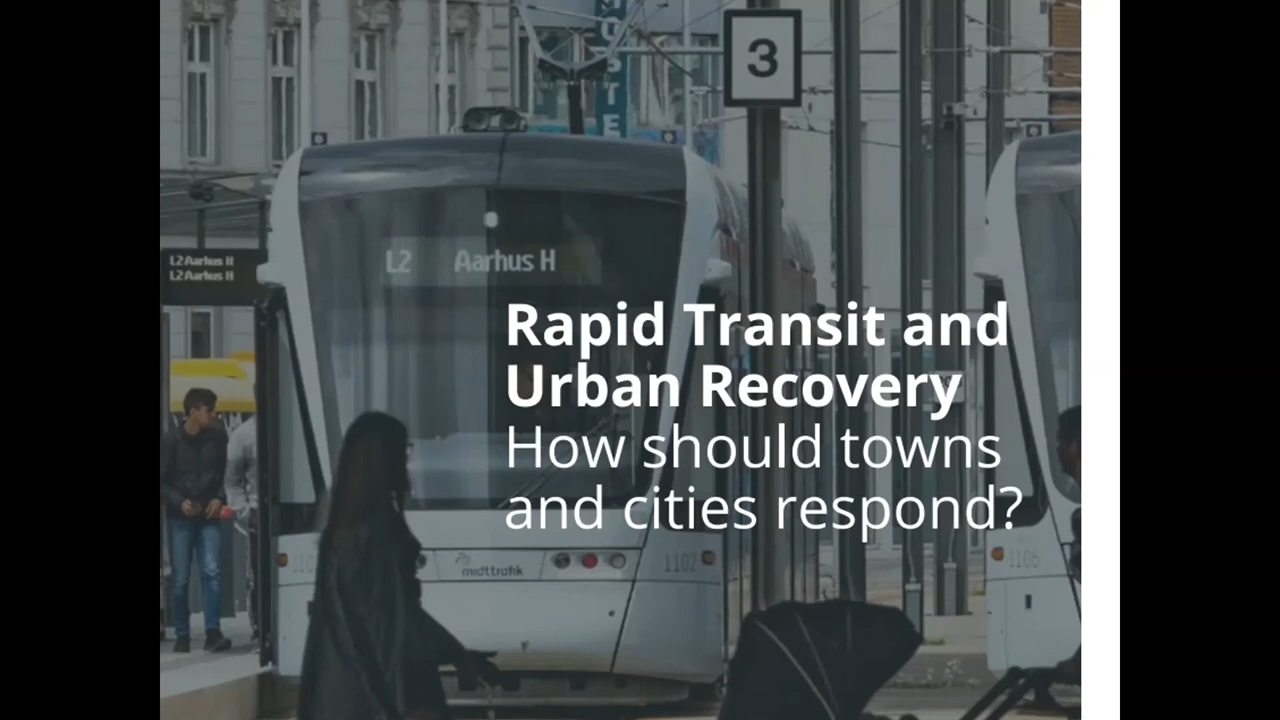 3
L2 Aarhus H
L2 Aarhus H
L2 Aarhus H
Rapid Transit and
Urban Recovery
How should towns
and cities respond?
midttrafik
1102
1106